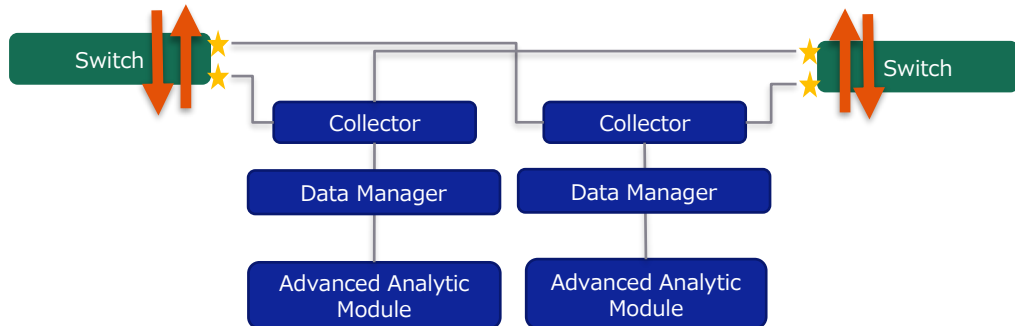 Switch
Switch
Collector
Collector
Data Manager
Data Manager
Advanced Analytic
Module
Advanced Analytic
Module